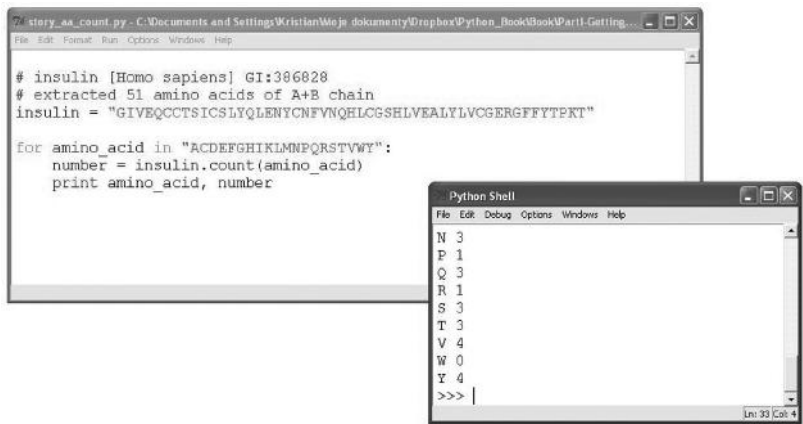 story_aa_count.py - C:\Documents and Settings\Kristian\Moje dokumenty\Dropbox\Python_Book\Book\PartI-Getting...
File Edit Format Run Options Windows Help
# insulin [Homo sapiens] GI:386828
# extracted 51 amino acids of A+B chain
insulin = "GIVEQCCTSICSLYQLENYCNFVNQHLCGSHLVEALYLVCGERGFFYTPKT"
for amino_acid in "ACDEFGHIKLMNPQRSTVWY":
number = insulin.count(amino_acid)
print amino_acid, number
Python Shell
File Edit Debug Options Windows Help
N 3
P 1
Q 3
R 1
S 3
T 3
V 4
W 0
Y 4
>>>
Ln: 33 Col: 4